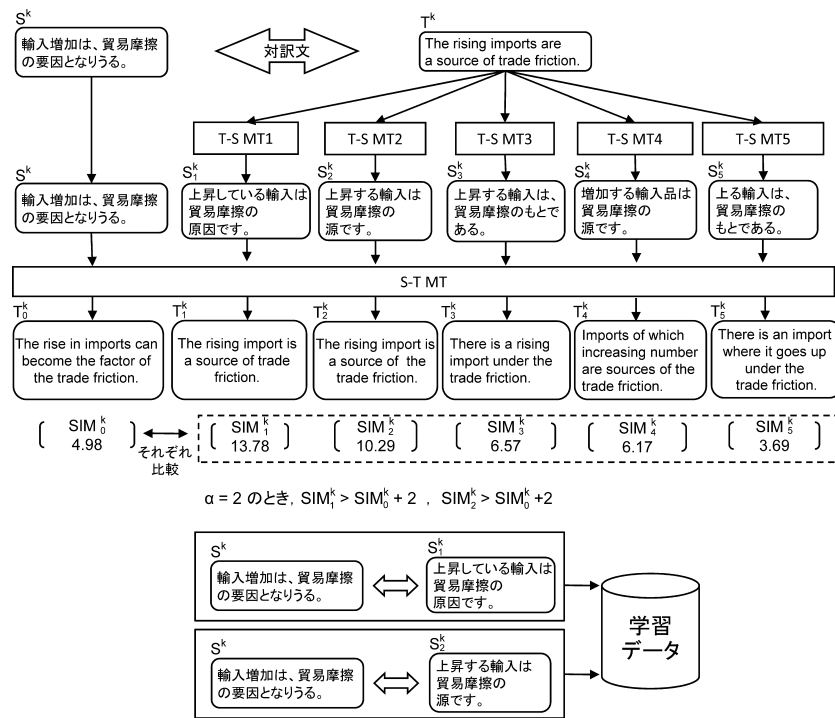 S^k
輸入増加は、貿易摩擦
の要因となりうる。
対訳文
T^k
The rising imports are
a source of trade friction.
T-S MT1
T-S MT2
T-S MT3
T-S MT4
T-S MT5
S^k
輸入増加は、貿易摩擦
の要因となりうる。
S_1^k
上昇している輸入は
貿易摩擦の
原因です。
S_2^k
上昇する輸入は
貿易摩擦の
源です。
S_3^k
上昇する輸入は、
貿易摩擦のもとで
ある。
S_4^k
増加する輸入品は
貿易摩擦の
源です。
S_5^k
上る輸入は、
貿易摩擦の
もとである。
S-T MT
T_0^k
The rise in imports can
become the factor of
the trade friction.
T_1^k
The rising import is
a source of trade
friction.
T_2^k
The rising import is
a source of the
trade friction.
T_3^k
There is a rising
import under the
trade friction.
T_4^k
Imports of which
increasing number
are sources of the
trade friction.
T_5^k
There is an import
where it goes up
under the
trade friction.
SIM_0^k
4.98
それぞれ
比較
SIM_1^k
13.78
SIM_2^k
10.29
SIM_3^k
6.57
SIM_4^k
6.17
SIM_5^k
3.69
α = 2 のとき, SIM_1^k > SIM_0^k + 2 , SIM_2^k > SIM_0^k +2
S^k
輸入増加は、貿易摩擦
の要因となりうる。
S_1^k
上昇している輸入は
貿易摩擦の
原因です。
S^k
輸入増加は、貿易摩擦
の要因となりうる。
S_2^k
上昇する輸入は
貿易摩擦の
源です。
学習
データ